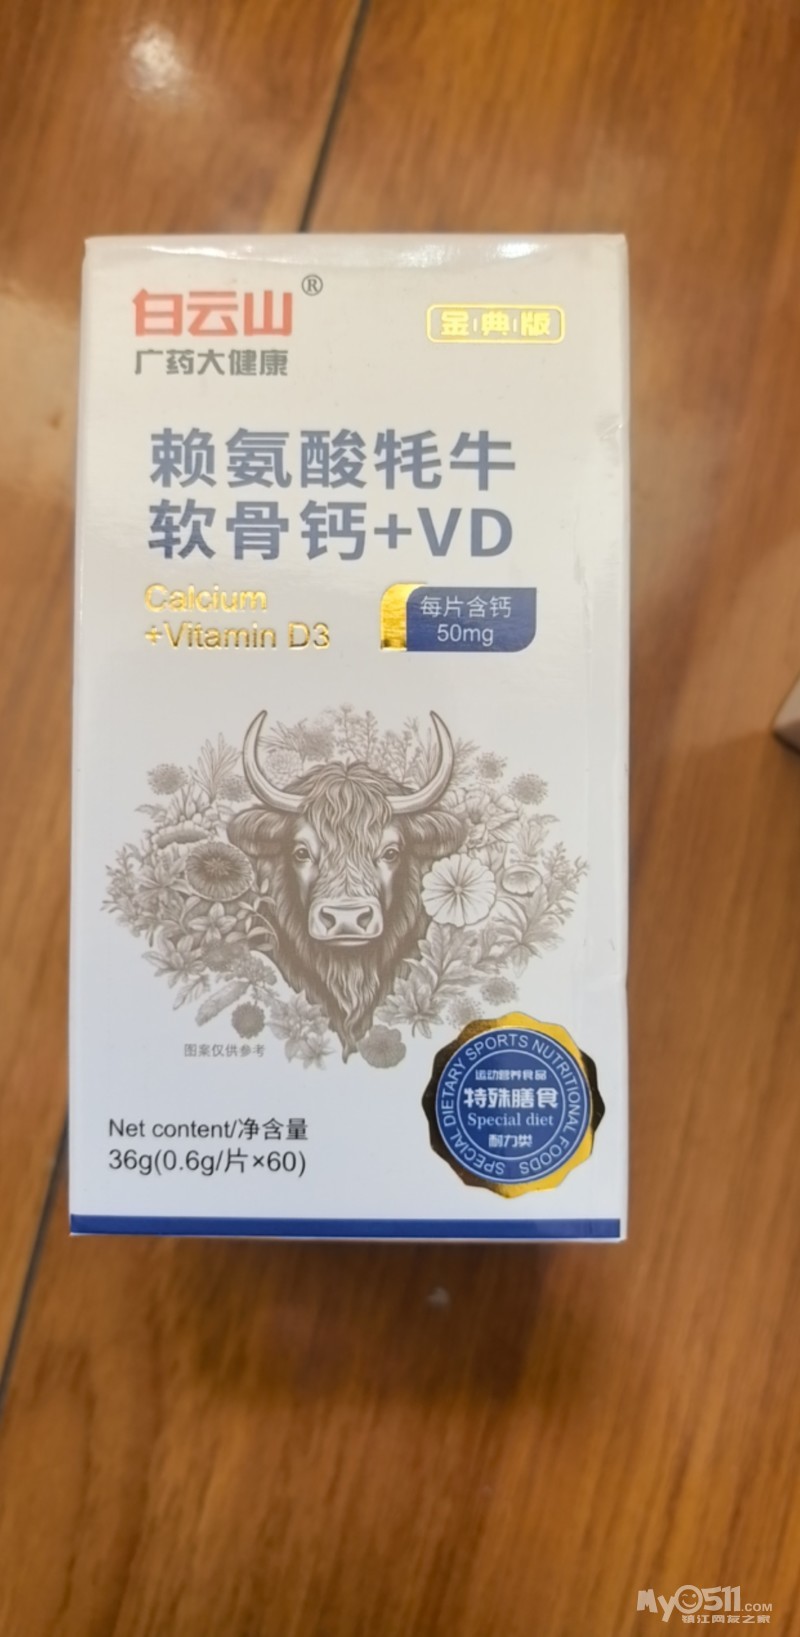 白云山®
广药大健康
金·典·版
赖氨酸牦牛
软骨钙+VD
Calcium
+Vitamin D3
每片含钙
50mg
图案仅供参考
Net content/净含量
36g(0.6g/片×60)
SPECIAL DIETARY SPORTS NUTRITIONAL FOODS
运动营养食品
特殊膳食
Special diet
耐力类
My0511.COM
镇江网友之家